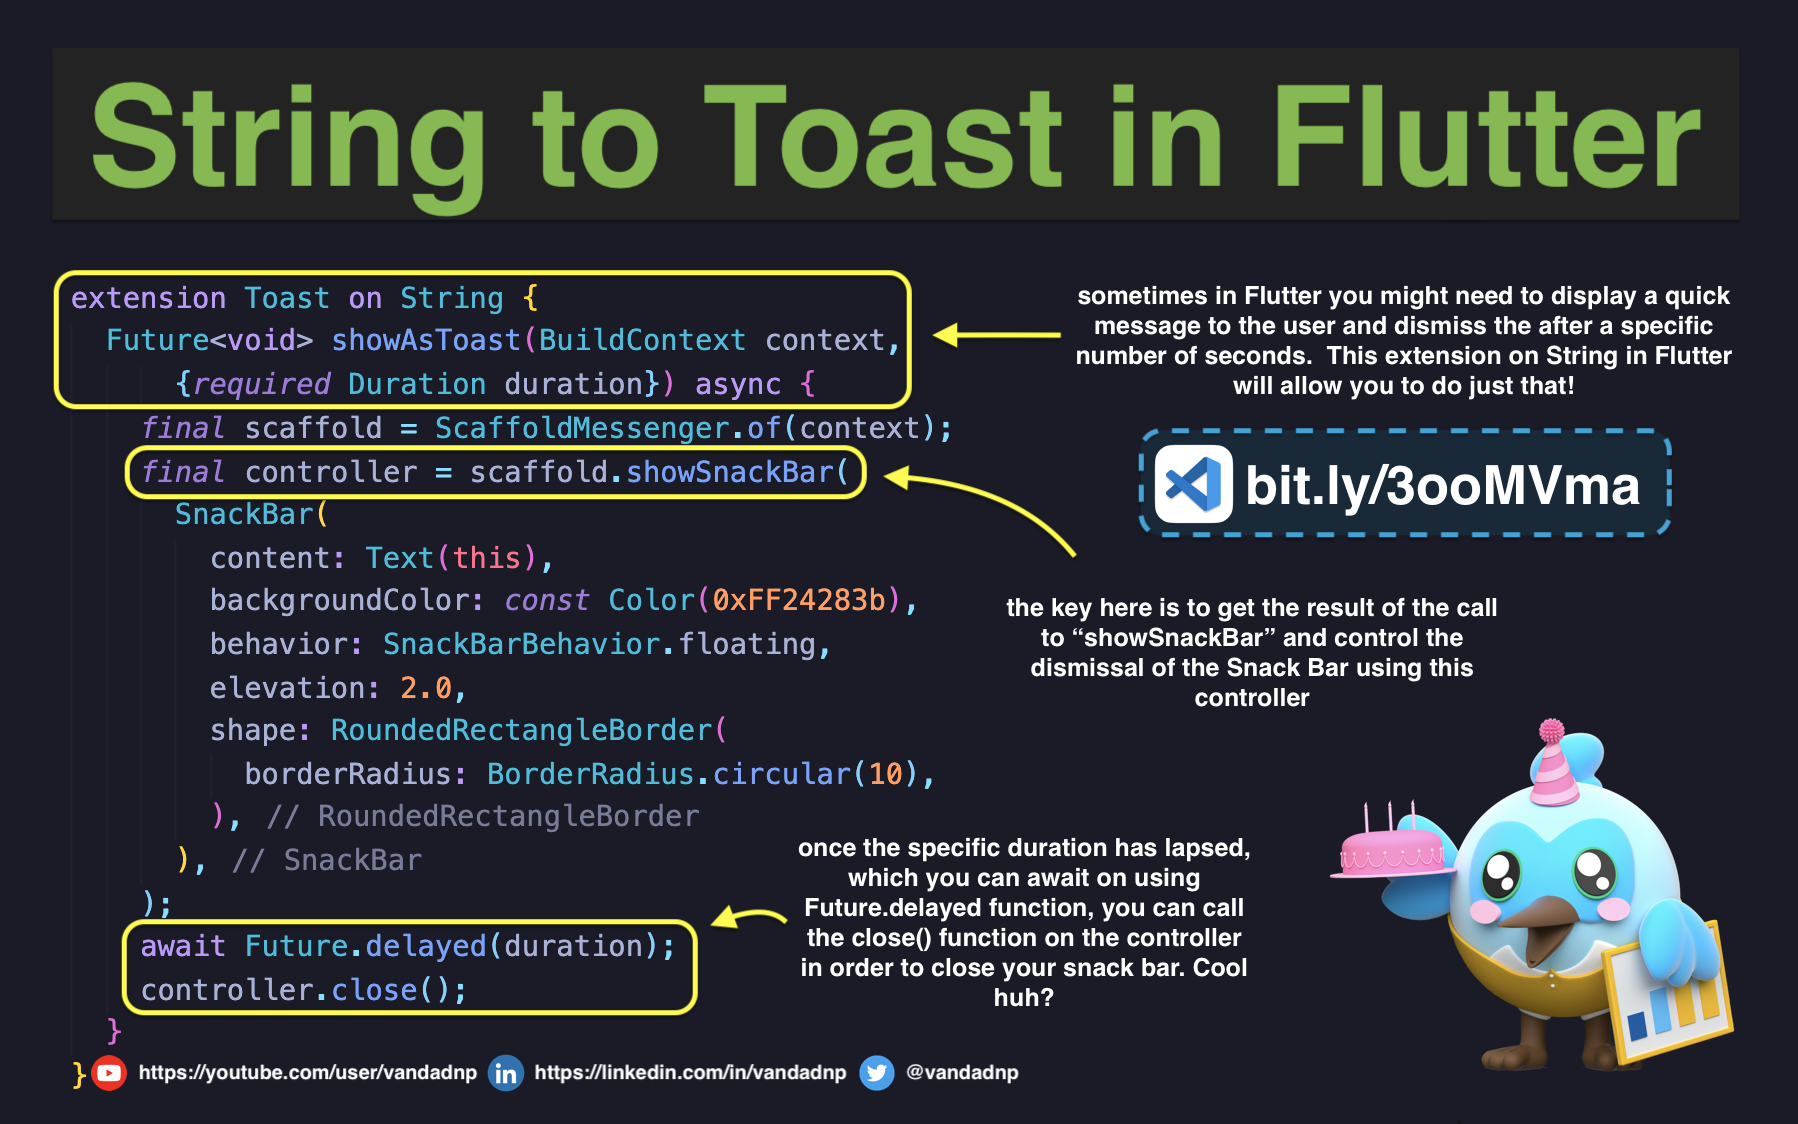 String to Toast in Flutter
extension Toast on String {
Future<void> showAsToast(BuildContext context,
{required Duration duration}) async {
final scaffold = ScaffoldMessenger.of(context);
final controller = scaffold.showSnackBar(
SnackBar(
content: Text(this),
backgroundColor: const Color(0xFF24283b),
behavior: SnackBarBehavior.floating,
elevation: 2.0,
shape: RoundedRectangleBorder(
borderRadius: BorderRadius.circular(10),
), // RoundedRectangleBorder
), // SnackBar
);
await Future.delayed(duration);
controller.close();
}
}
sometimes in Flutter you might need to display a quick
message to the user and dismiss the after a specific
number of seconds.  This extension on String in Flutter
will allow you to do just that!
bit.ly/3ooMVma
the key here is to get the result of the call
to “showSnackBar” and control the
dismissal of the Snack Bar using this
controller
once the specific duration has lapsed,
which you can await on using
Future.delayed function, you can call
the close() function on the controller
in order to close your snack bar. Cool
huh?
https://youtube.com/user/vandadnp
https://linkedin.com/in/vandadnp
@vandadnp